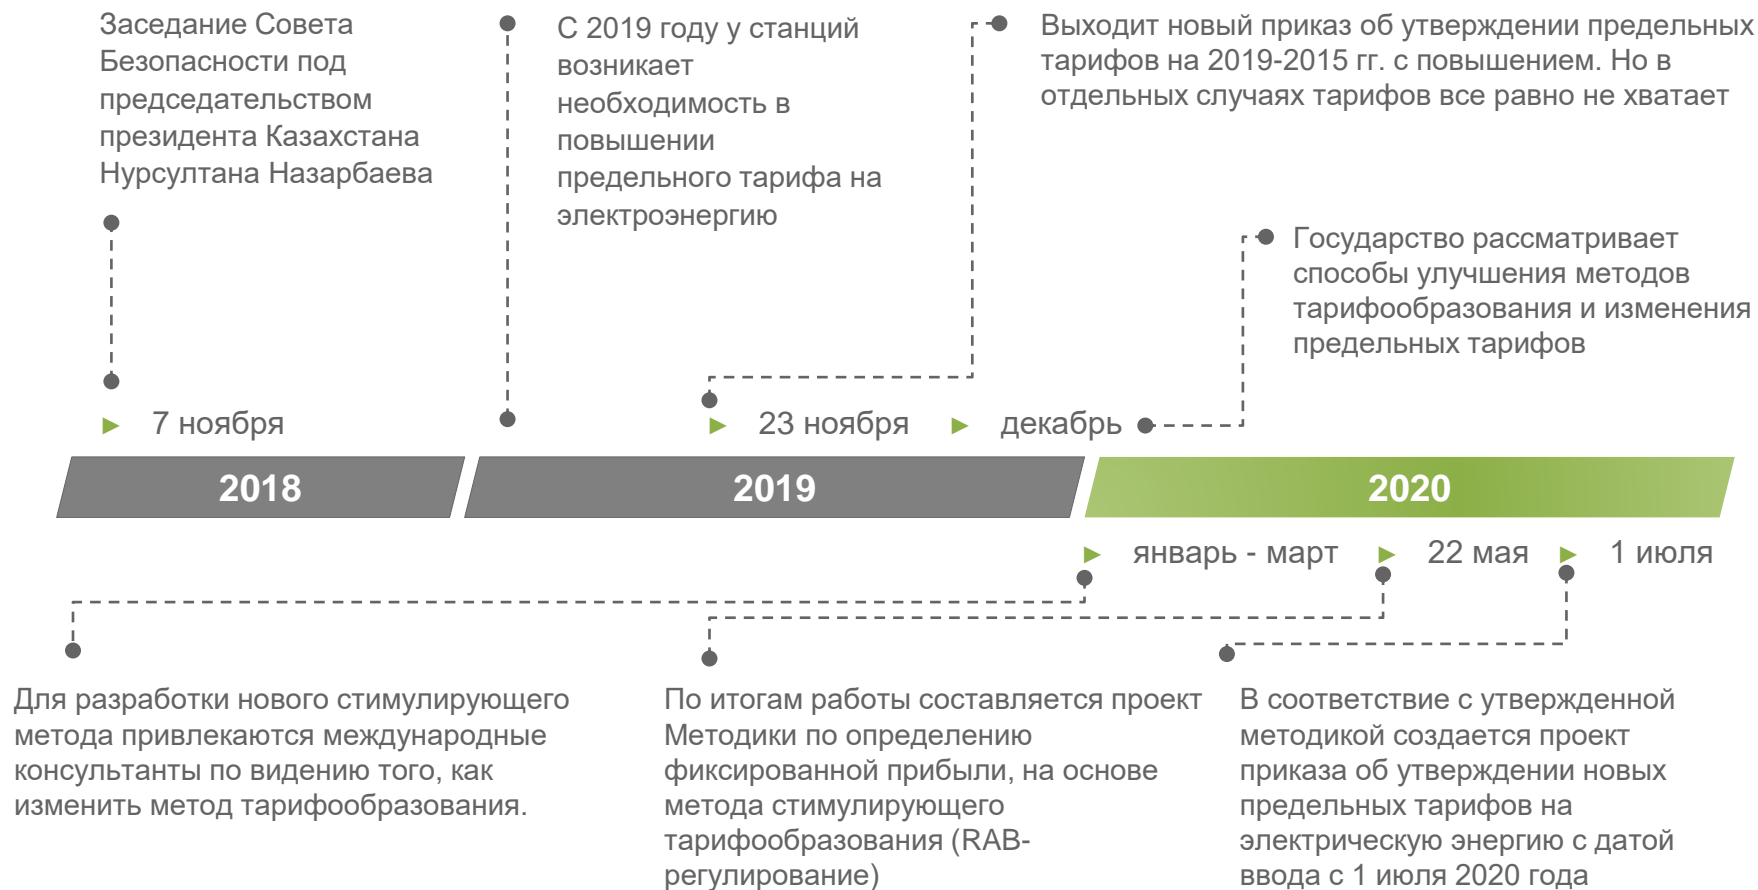 Заседание Совета
Безопасности под
председательством
президента Казахстана
Нурсултана Назарбаева
С 2019 году у станций
возникает
необходимость в
повышении
предельного тарифа на
электроэнергию
Выходит новый приказ об утверждении предельных
тарифов на 2019-2015 гг. с повышением. Но в
отдельных случаях тарифов все равно не хватает
Государство рассматривает
способы улучшения методов
тарифообразования и изменения
предельных тарифов
► 7 ноября
► 23 ноября
► декабрь
2018
2019
2020
► январь - март
► 22 мая
► 1 июля
Для разработки нового стимулирующего
метода привлекаются международные
консультанты по видению того, как
изменить метод тарифообразования.
По итогам работы составляется проект
Методики по определению
фиксированной прибыли, на основе
метода стимулирующего
тарифообразования (RAB-
регулирование)
В соответствие с утвержденной
методикой создается проект
приказа об утверждении новых
предельных тарифов на
электрическую энергию с датой
ввода с 1 июля 2020 года